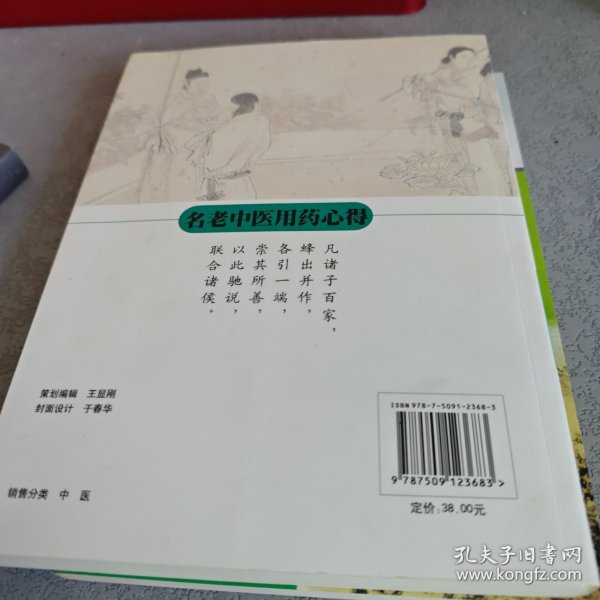 名老中医用药心得
凡诸子百家，
蜂出并作，
各引一端，
崇其所善，
以此驰说，
联合诸侯。
策划编辑 王显刚
封面设计 于春华
ISBN 978-7-5091-2368-3
9 787509 123683 >
定价:38.00元
销售分类 中 医
孔夫子旧书网
www.kongfz.com